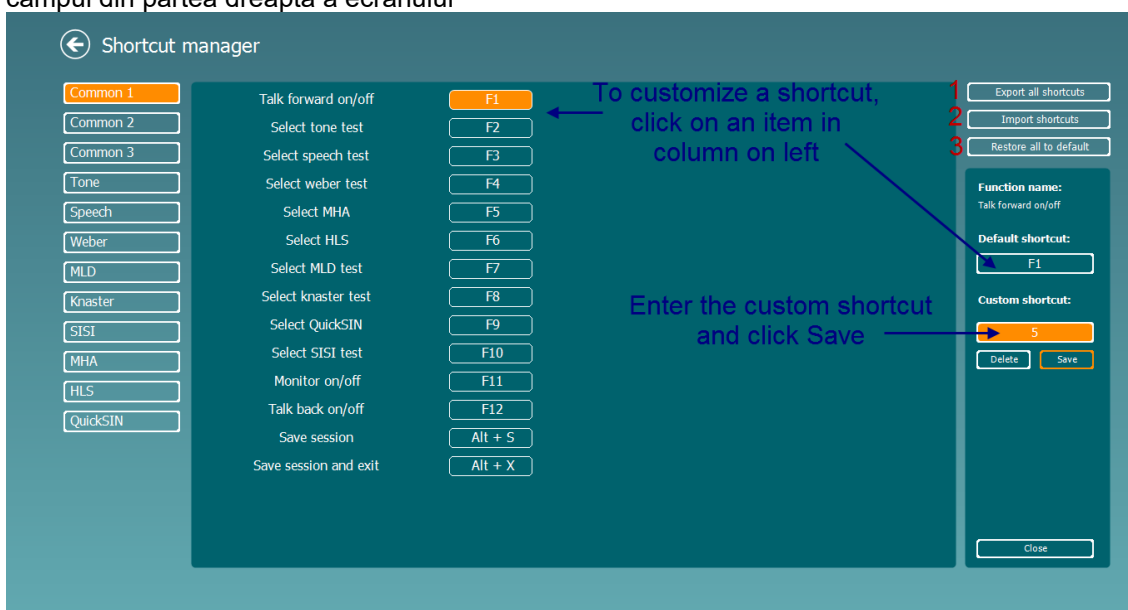 câmpul din partea dreaptă a ecranului
Shortcut manager
Common 1
Common 2
Common 3
Tone
Speech
Weber
MLD
Knaster
SISI
MHA
HLS
QuickSIN
Talk forward on/off F1
Select tone test F2
Select speech test F3
Select weber test F4
Select MHA F5
Select HLS F6
Select MLD test F7
Select knaster test F8
Select QuickSIN F9
Select SISI test F10
Monitor on/off F11
Talk back on/off F12
Save session Alt + S
Save session and exit Alt + X
To customize a shortcut,
click on an item in
column on left
Enter the custom shortcut
and click Save
1 Export all shortcuts
2 Import shortcuts
3 Restore all to default
Function name:
Talk forward on/off
Default shortcut:
F1
Custom shortcut:
5
Delete Save
Close